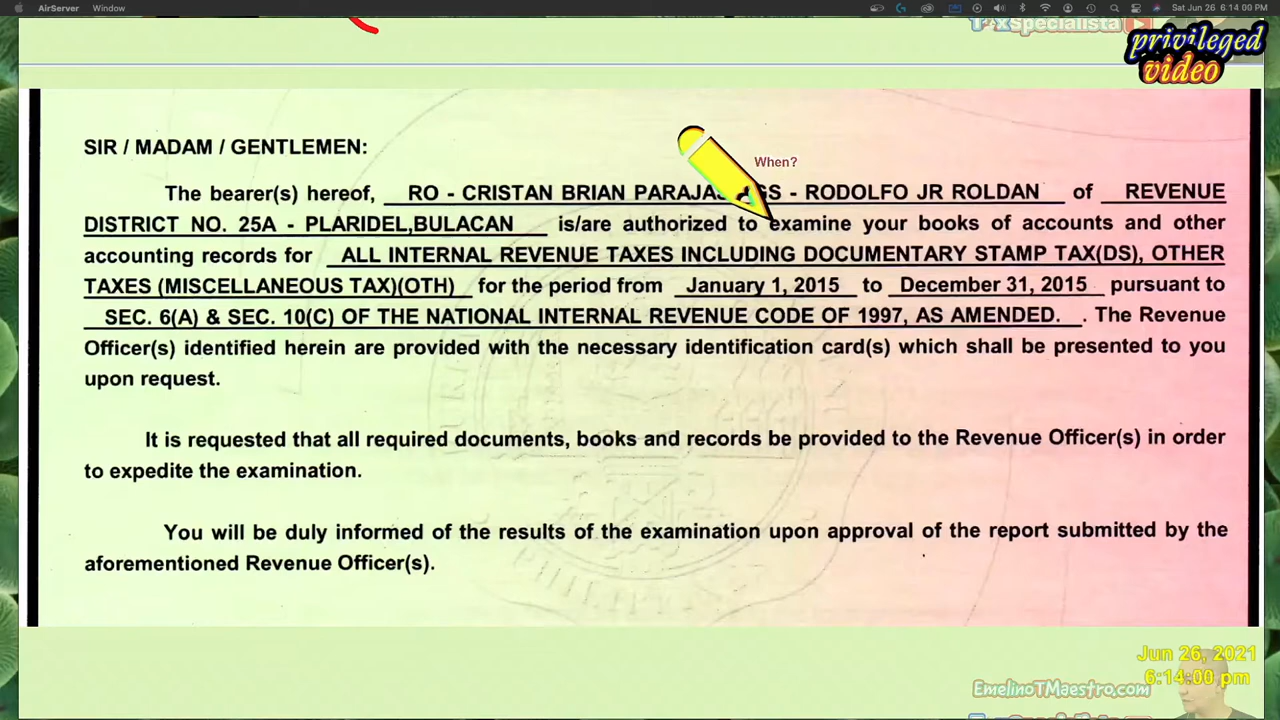 AirServer Window Sat Jun 26 6:14:00 PM
privileged
video
When?
SIR / MADAM / GENTLEMEN:
The bearer(s) hereof, RO - CRISTAN BRIAN PARAJAS GS - RODOLFO JR ROLDAN of REVENUE
DISTRICT NO. 25A - PLARIDEL,BULACAN is/are authorized to examine your books of accounts and other
accounting records for ALL INTERNAL REVENUE TAXES INCLUDING DOCUMENTARY STAMP TAX(DS), OTHER
TAXES (MISCELLANEOUS TAX)(OTH) for the period from January 1, 2015 to December 31, 2015 pursuant to
SEC. 6(A) & SEC. 10(C) OF THE NATIONAL INTERNAL REVENUE CODE OF 1997, AS AMENDED. . The Revenue
Officer(s) identified herein are provided with the necessary identification card(s) which shall be presented to you
upon request.
It is requested that all required documents, books and records be provided to the Revenue Officer(s) in order
to expedite the examination.
You will be duly informed of the results of the examination upon approval of the report submitted by the
aforementioned Revenue Officer(s).
Jun 26, 2021
6:14:00 pm
EmelinoTMaestro.com